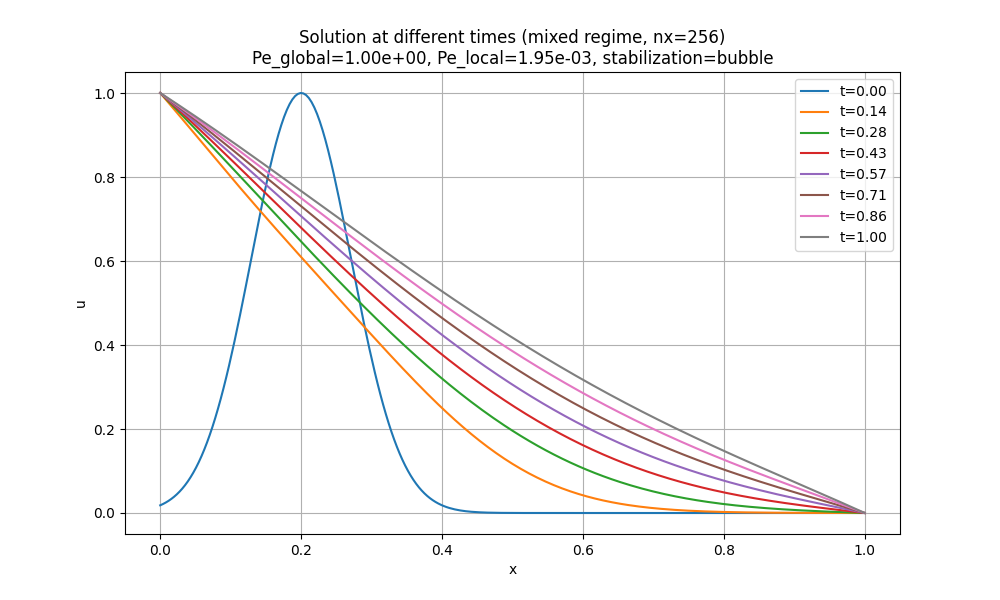 Solution at different times (mixed regime, nx=256)
Pe_global=1.00e+00, Pe_local=1.95e-03, stabilization=bubble
t=0.00
t=0.14
t=0.28
t=0.43
t=0.57
t=0.71
t=0.86
t=1.00
1.0
0.8
0.6
0.4
0.2
0.0
u
0.0 0.2 0.4 0.6 0.8 1.0
x